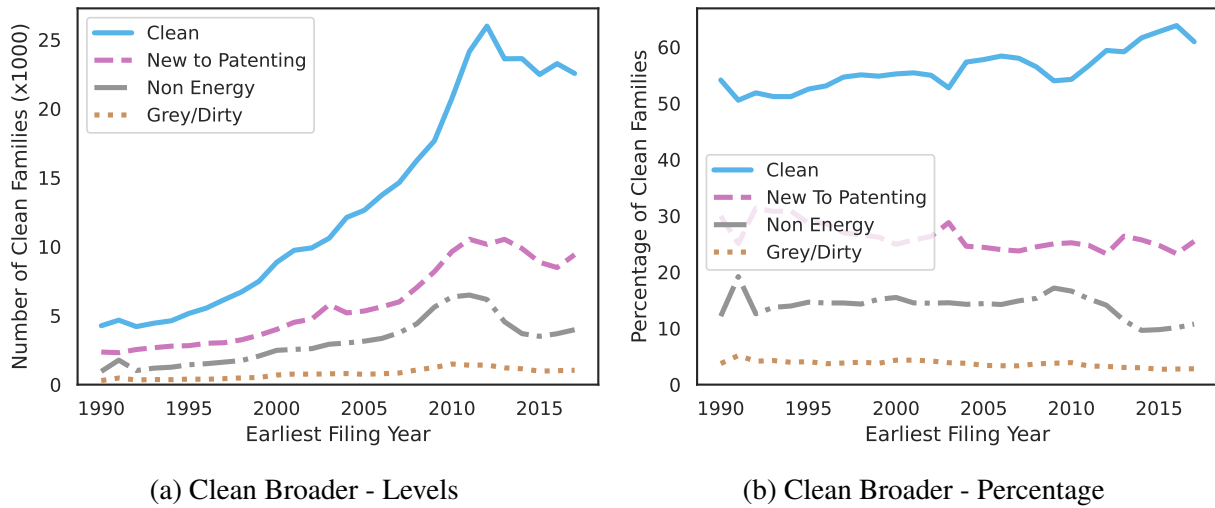 Number of Clean Families (x1000)
25
20
15
10
5
0
Clean
New to Patenting
Non Energy
Grey/Dirty
1990 1995 2000 2005 2010 2015
Earliest Filing Year
(a) Clean Broader - Levels
Percentage of Clean Families
60
50
40
30
20
10
0
Clean
New To Patenting
Non Energy
Grey/Dirty
1990 1995 2000 2005 2010 2015
Earliest Filing Year
(b) Clean Broader - Percentage